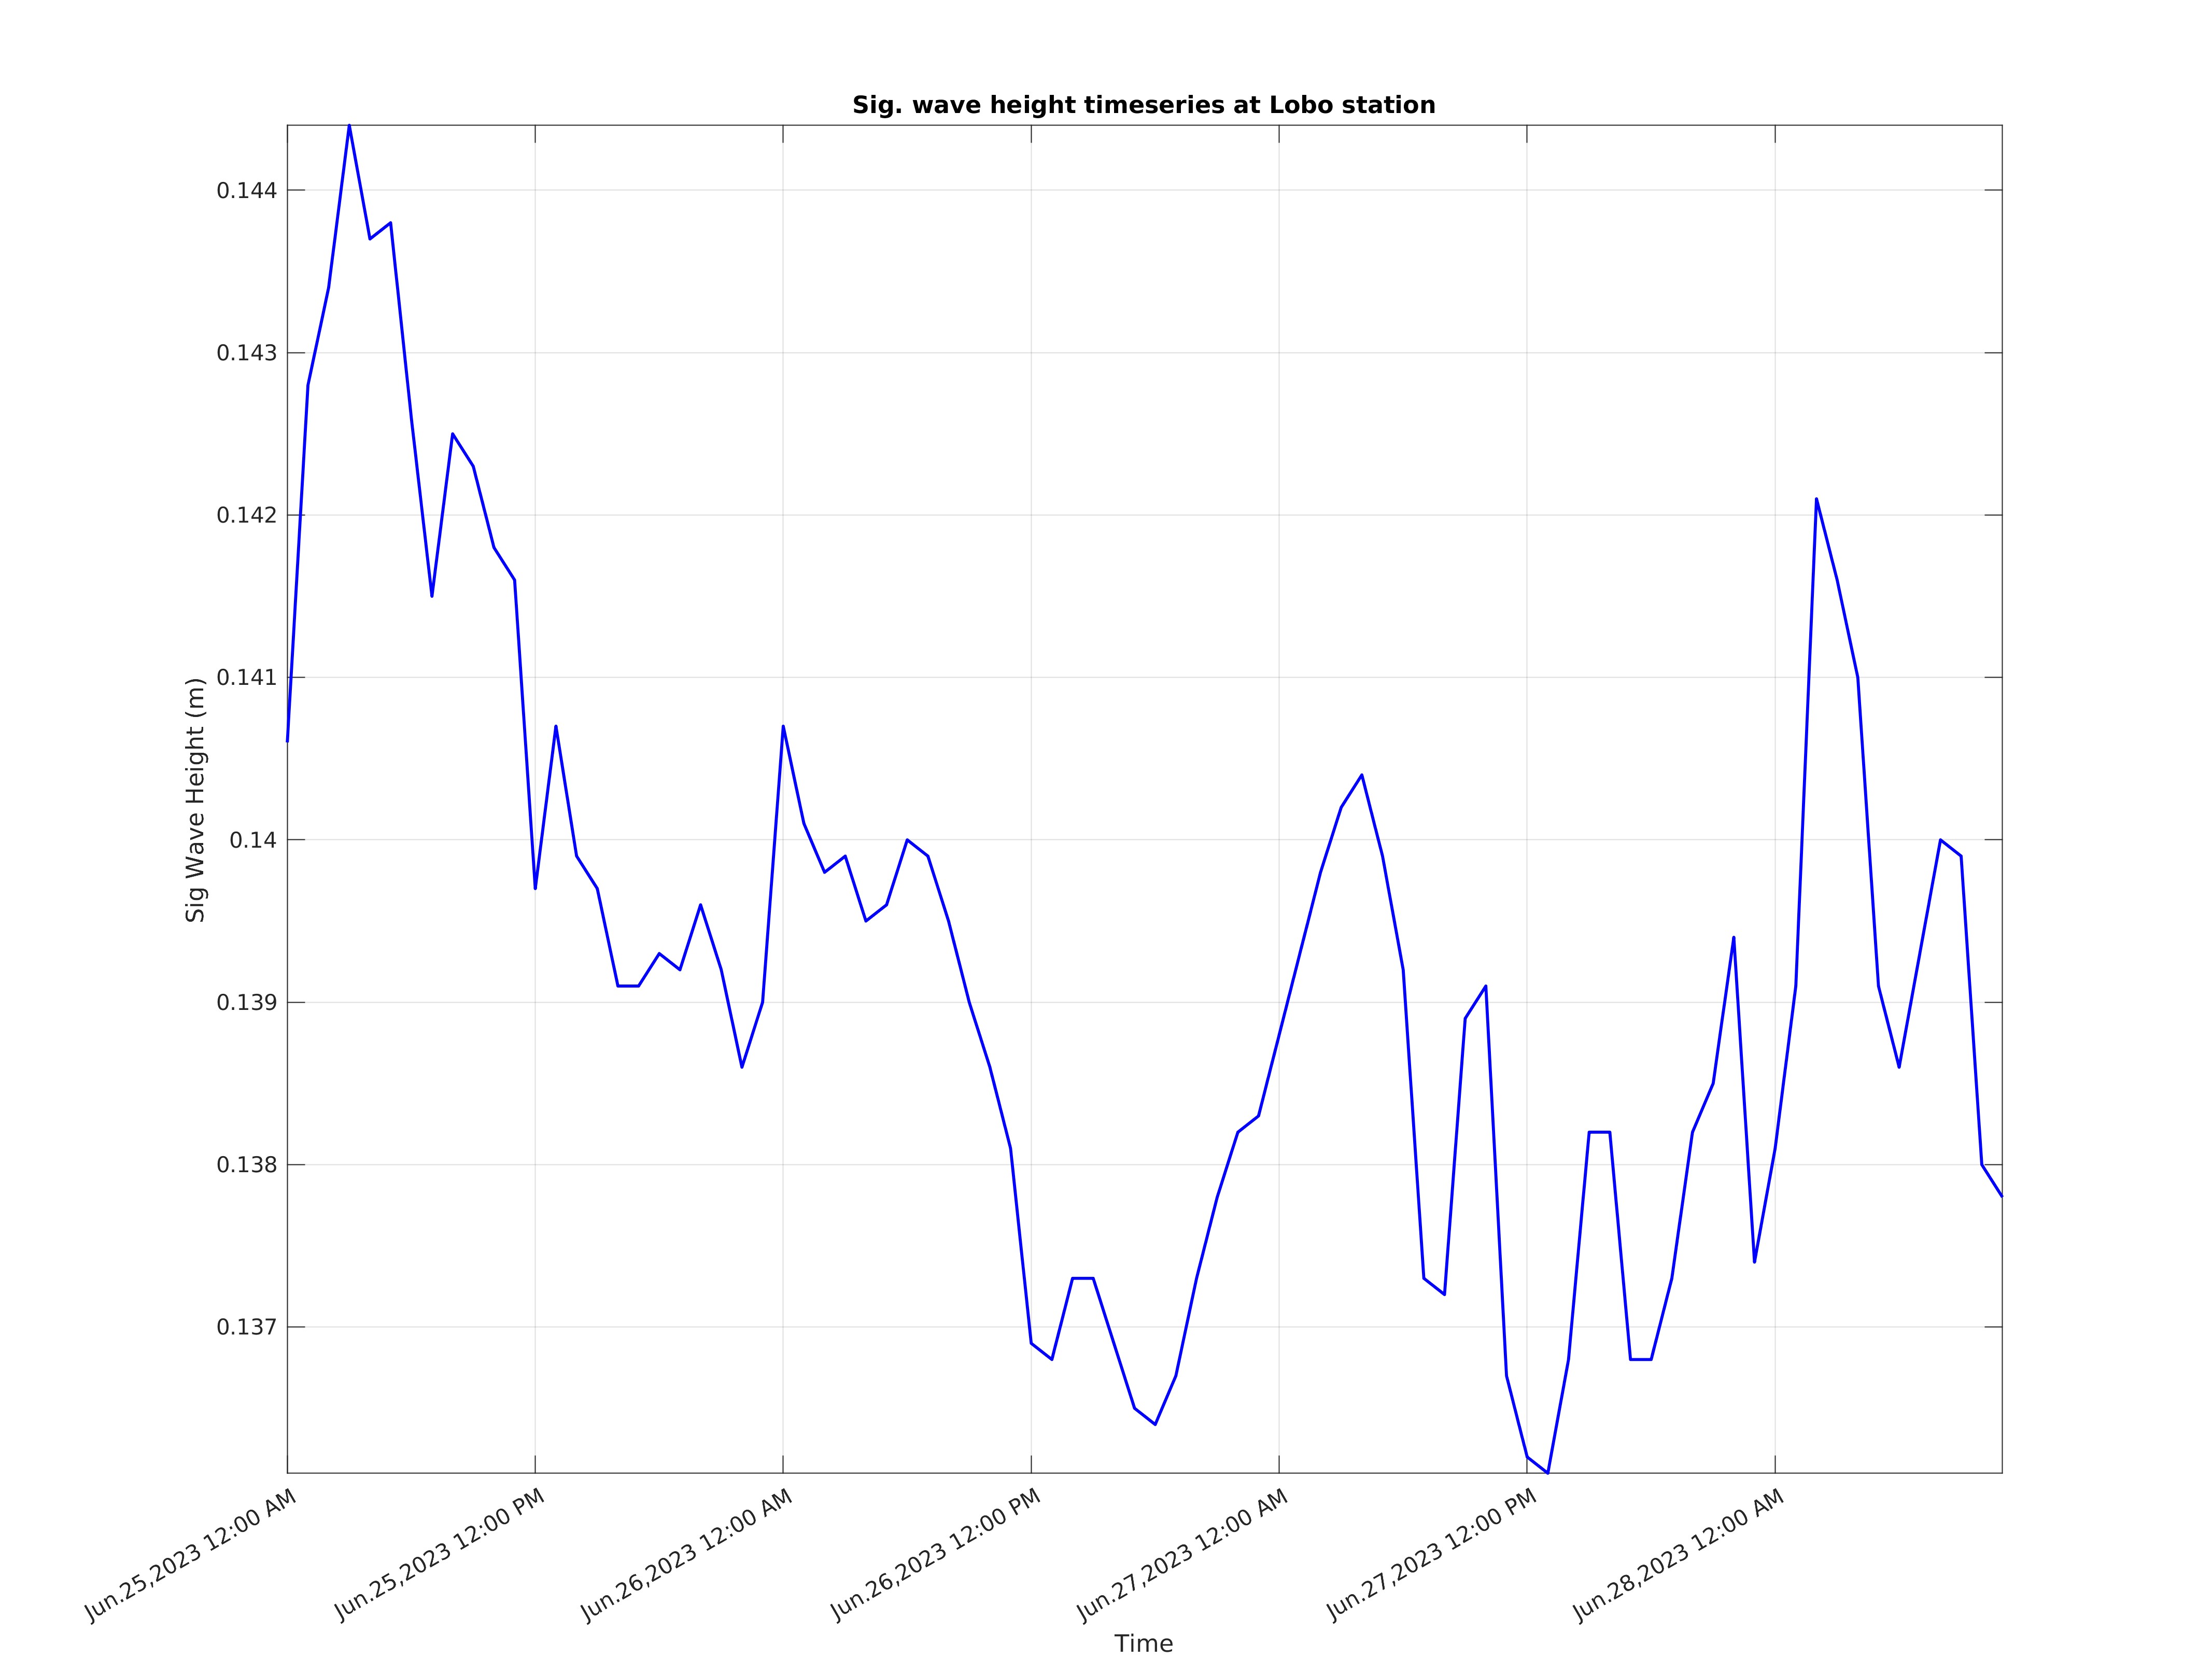 Sig. wave height timeseries at Lobo station
0.144
0.143
0.142
0.141
0.14
0.139
0.138
0.137
Sig Wave Height (m)
Jun.25,2023 12:00 AM
Jun.25,2023 12:00 PM
Jun.26,2023 12:00 AM
Jun.26,2023 12:00 PM
Jun.27,2023 12:00 AM
Jun.27,2023 12:00 PM
Jun.28,2023 12:00 AM
Time